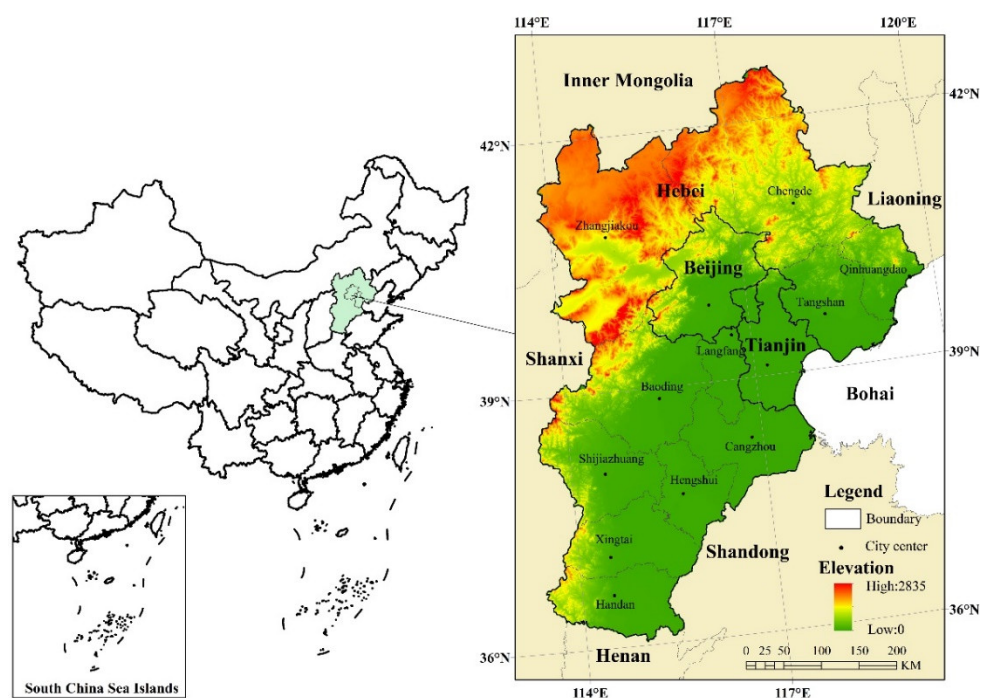 114°E
117°E
120°E
Inner Mongolia
42°N
42°N
Hebei
Chengde
Liaoning
Zhangjiakou
Beijing
Qinhuangdao
Tangshan
Shanxi
Langfang
Tianjin
39°N
Baoding
Bohai
39°N
Cangzhou
Shijiazhuang
Hengshui
Legend
Boundary
City center
Xingtai
Shandong
Elevation
High:2835
Handan
Low:0
36°N
Henan
0 25 50 100 150 200
KM
36°N
114°E
117°E
South China Sea Islands